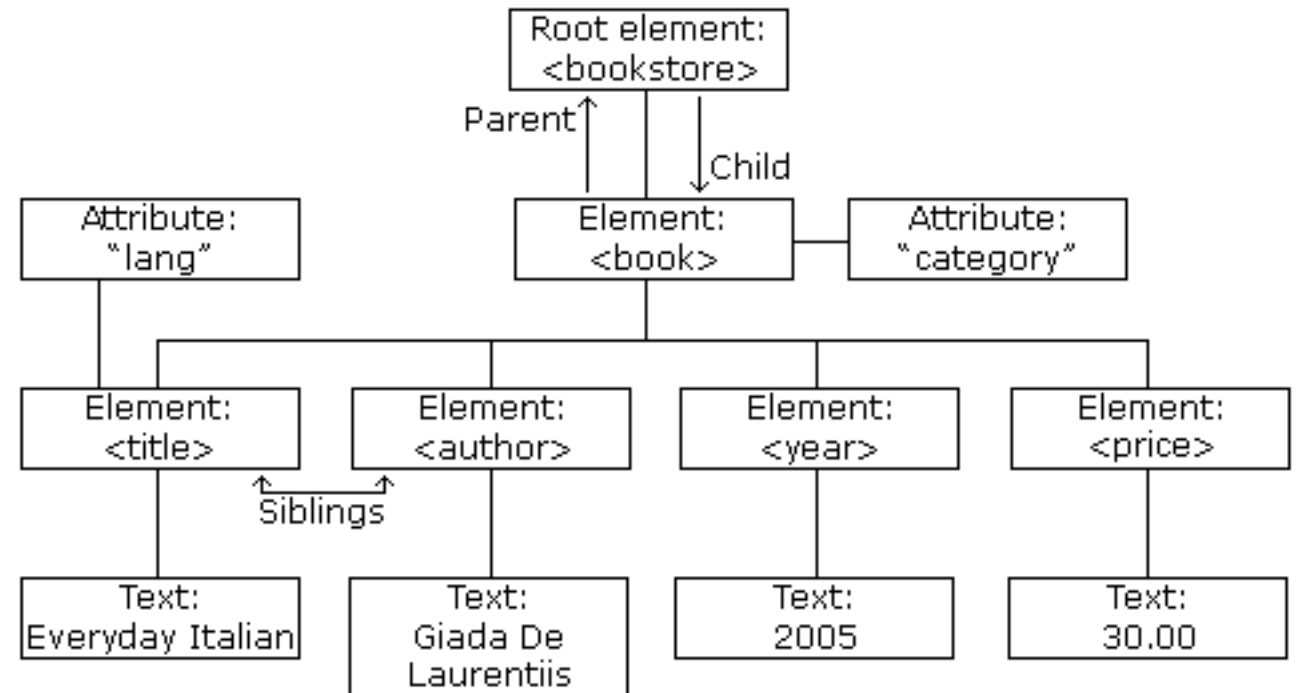 Root element:
<bookstore>
Parent
Child
Attribute:
“lang”
Element:
<book>
Attribute:
“category”
Element:
<title>
Element:
<author>
Element:
<year>
Element:
<price>
Siblings
Text:
Everyday Italian
Text:
Giada De
Laurentiis
Text:
2005
Text:
30.00